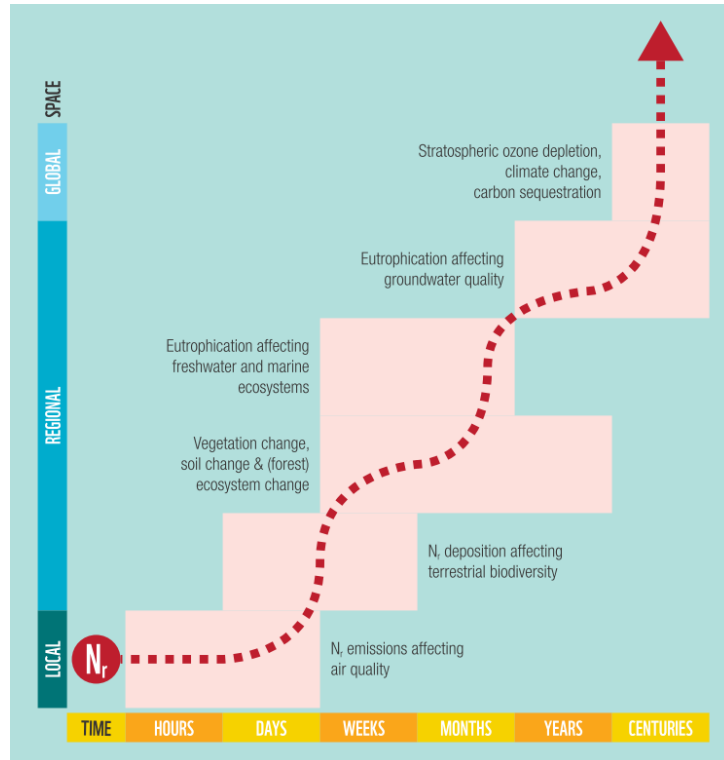 SPACE
GLOBAL
Stratospheric ozone depletion,
climate change,
carbon sequestration
REGIONAL
Eutrophication affecting
groundwater quality
Eutrophication affecting
freshwater and marine
ecosystems
Vegetation change,
soil change & (forest)
ecosystem change
Nr deposition affecting
terrestrial biodiversity
LOCAL
Nr
Nr emissions affecting
air quality
TIME
HOURS
DAYS
WEEKS
MONTHS
YEARS
CENTURIES